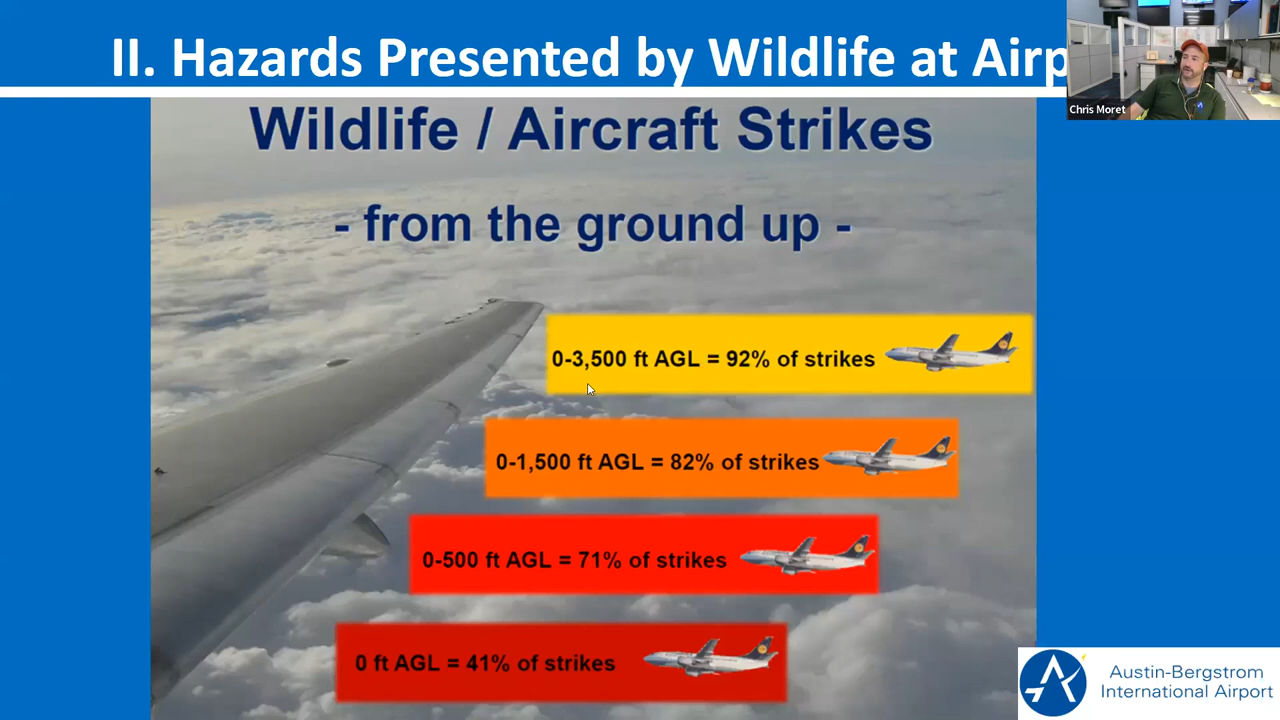 II. Hazards Presented by Wildlife at Airp
Chris Moret
Wildlife / Aircraft Strikes
- from the ground up -
0-3,500 ft AGL = 92% of strikes
0-1,500 ft AGL = 82% of strikes
0-500 ft AGL = 71% of strikes
0 ft AGL = 41% of strikes
Austin-Bergstrom
International Airport